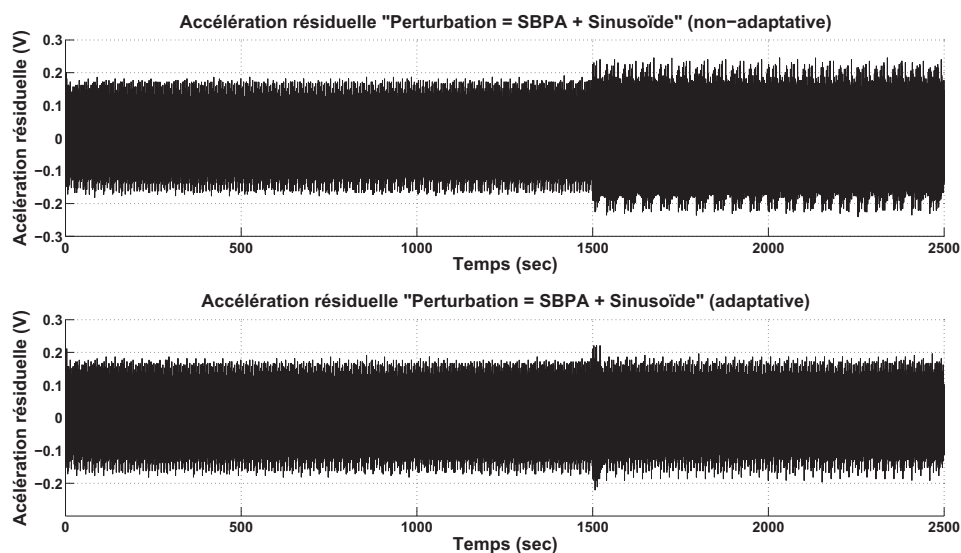 Accélération résiduelle "Perturbation = SBPA + Sinusoïde" (non−adaptative)
Acélération résiduelle (V)
0.3
0.2
0.1
0
−0.1
−0.2
−0.3
0 500 1000 1500 2000 2500
Temps (sec)
Accélération résiduelle "Perturbation = SBPA + Sinusoïde" (adaptative)
Acélération résiduelle (V)
0.3
0.2
0.1
0
−0.1
−0.2
0 500 1000 1500 2000 2500
Temps (sec)